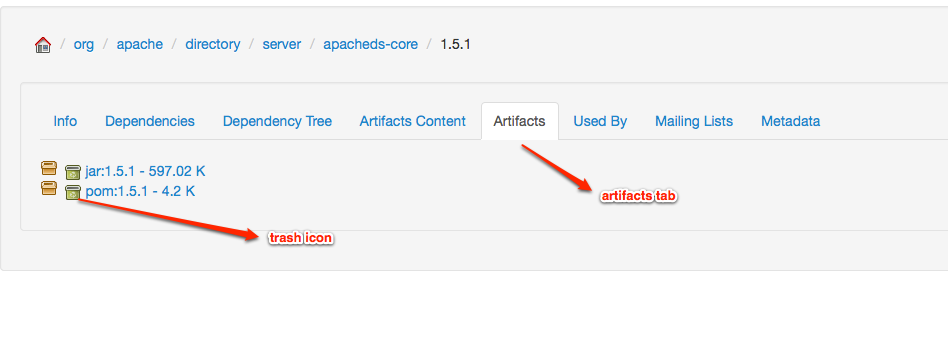 / org / apache / directory / server / apacheds-core / 1.5.1
Info Dependencies Dependency Tree Artifacts Content Artifacts Used By Mailing Lists Metadata
jar:1.5.1 - 597.02 K
pom:1.5.1 - 4.2 K
artifacts tab
trash icon